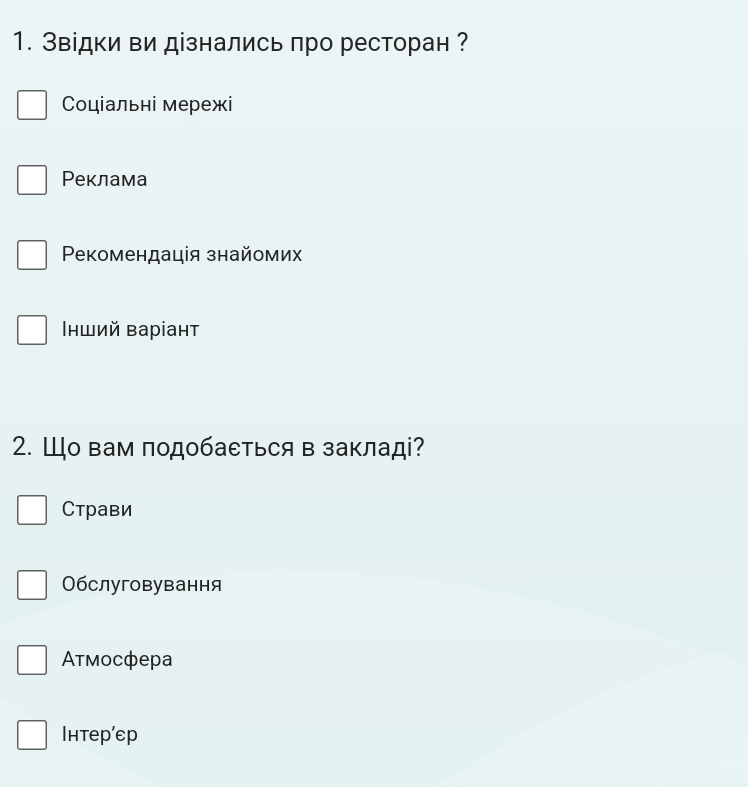 1. Звідки ви дізнались про ресторан ?
Соціальні мережі
Реклама
Рекомендація знайомих
Інший варіант
2. Що вам подобається в закладі?
Страви
Обслуговування
Атмосфера
Інтер’єр